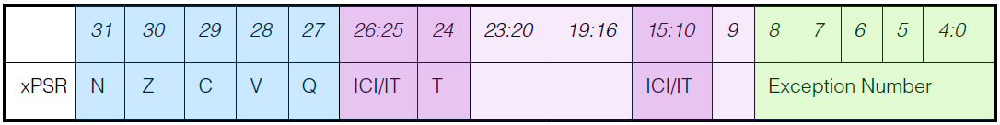 31 30 29 28 27 26:25 24 23:20 19:16 15:10 9 8 7 6 5 4:0
xPSR N Z C V Q ICI/IT T ICI/IT Exception Number